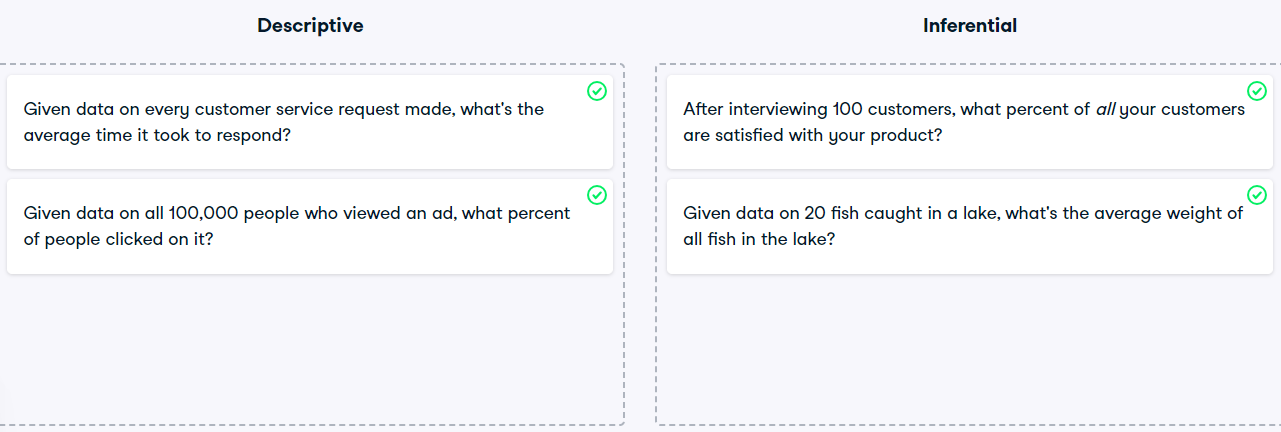 Descriptive
Given data on every customer service request made, what's the
average time it took to respond?
Given data on all 100,000 people who viewed an ad, what percent
of people clicked on it?
Inferential
After interviewing 100 customers, what percent of all your customers
are satisfied with your product?
Given data on 20 fish caught in a lake, what's the average weight of
all fish in the lake?